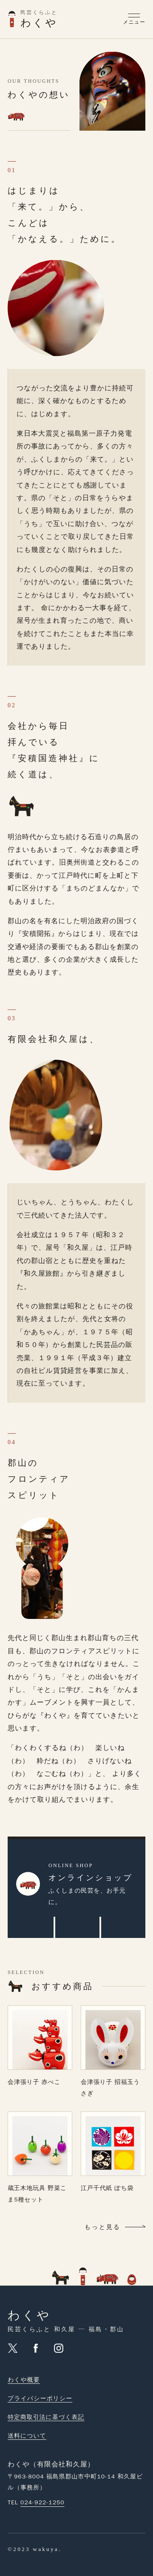 民芸くらふと
わくや
メニュー
OUR THOUGHTS
わくやの想い
01
はじまりは
「来て。」から、
こんどは
「かなえる。」ために。
つながった交流をより豊かに持続可
能に、深く確かなものとするため
に、はじめます。
東日本大震災と福島第一原子力発電
所の事故にあってから、多くの方々
が、ふくしまからの「来て。」とい
う呼びかけに、応えてきてくださっ
てきたことにとても感謝していま
す。県の「そと」の日常をうらやま
しく思う時期もありましたが、県の
「うち」で互いに助け合い、つなが
っていくことで取り戻してきた日常
にも幾度となく助けられました。
わたくしの心の復興は、その日常の
「かけがいのない」価値に気づいた
ことからはじまり、今なお続いてい
ます。 命にかかわる一大事を経て、
屋号が生まれ育ったこの地で、商い
を続けてこれたこともまた本当に幸
運でありました。
02
会社から毎日
拝んでいる
『安積国造神社』に
続く道は、
明治時代から立ち続ける石造りの鳥居の
佇まいもあいまって、今なお表参道と呼
ばれています。旧奥州街道と交わるこの
要衝は、かって江戸時代に町を上町と下
町に区分けする「まちのどまんなか」で
もありました。
郡山の名を有名にした明治政府の国づく
り『安積開拓』からはじまり、現在では
交通や経済の要衝でもある郡山を創業の
地と選び、多くの企業が大きく成長した
歴史もあります。
03
有限会社和久屋は、
じいちゃん、とうちゃん、わたくし
で三代続いてきた法人です。
会社成立は１９５７年（昭和３２
年）で、屋号「和久屋」は、江戸時
代の郡山宿とともに歴史を重ねた
『和久屋旅館』から引き継ぎまし
た。
代々の旅館業は昭和とともにその役
割を終えましたが、先代と女将の
「かあちゃん」が、１９７５年（昭
和５０年）から創業した民芸品の販
売業、１９９１年（平成３年）建立
の自社ビル賃貸経営を事業に加え、
現在に至っています。
04
郡山の
フロンティア
スピリット
先代と同じく郡山生まれ郡山育ちの三代
目も、郡山のフロンティアスピリットに
のっとって生きなければなりません。こ
れから「うち」「そと」の出会いをガイ
ドし、「そと」に学び、これを「かんま
かす」ムーブメントを興す一員として、
ひらがな『わくや』を育てていきたいと
思います。
「わくわくするね（わ） 楽しいね
（わ） 粋だね（わ） さりげないね
（わ） なごむね（わ）」と、 より多く
の方々にお声がけを頂けるように、余生
をかけて取り組んでまいります。
ONLINE SHOP
オンラインショップ
ふくしまの民芸を、お手元
に。
SELECTION
おすすめ商品
会津張り子 赤べこ
会津張り子 招福玉う
さぎ
蔵王木地玩具 野菜こ
ま5種セット
江戸千代紙 ぽち袋
もっと見る
わくや
民芸くらふと 和久屋 ー 福島・郡山
わくや概要
プライバシーポリシー
特定商取引法に基づく表記
送料について
わくや（有限会社和久屋）
〒963-8004 福島県郡山市中町10-14 和久屋ビ
ル（事務所）
TEL 024-922-1250
©2023 wakuya.